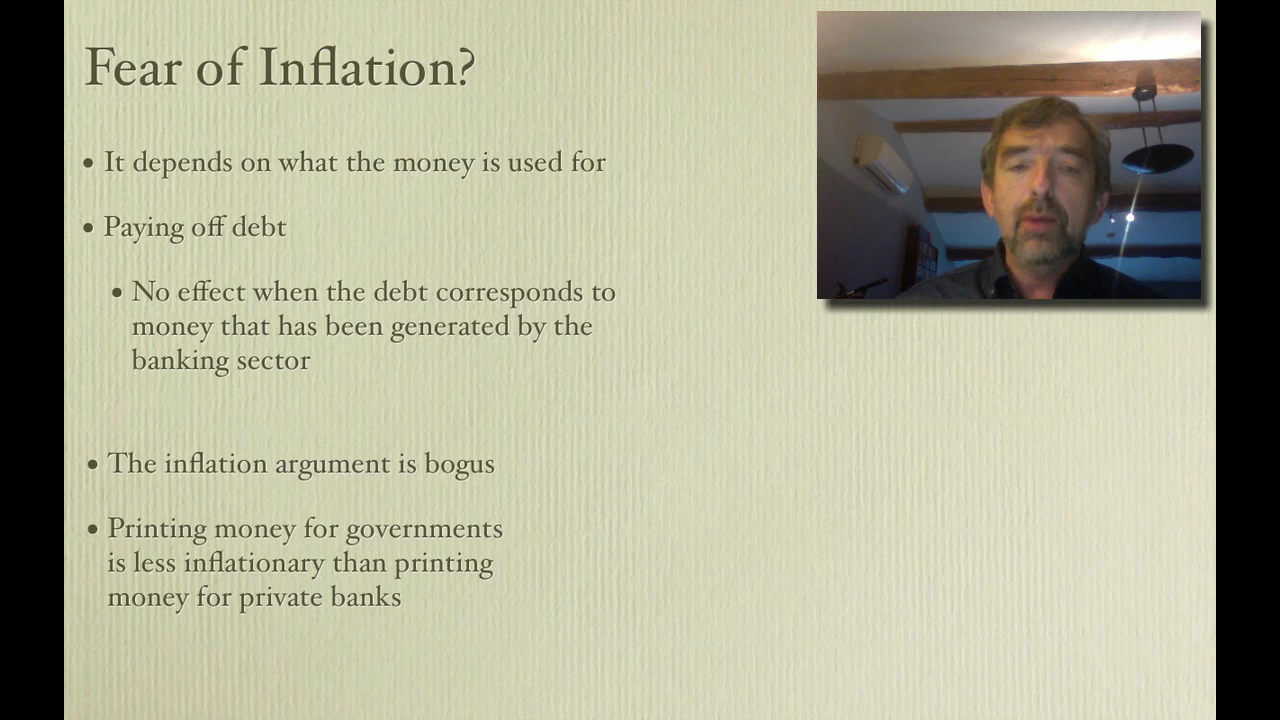 Fear of Inflation?
• It depends on what the money is used for
• Paying off debt
• No effect when the debt corresponds to
money that has been generated by the
banking sector
• The inflation argument is bogus
• Printing money for governments
is less inflationary than printing
money for private banks